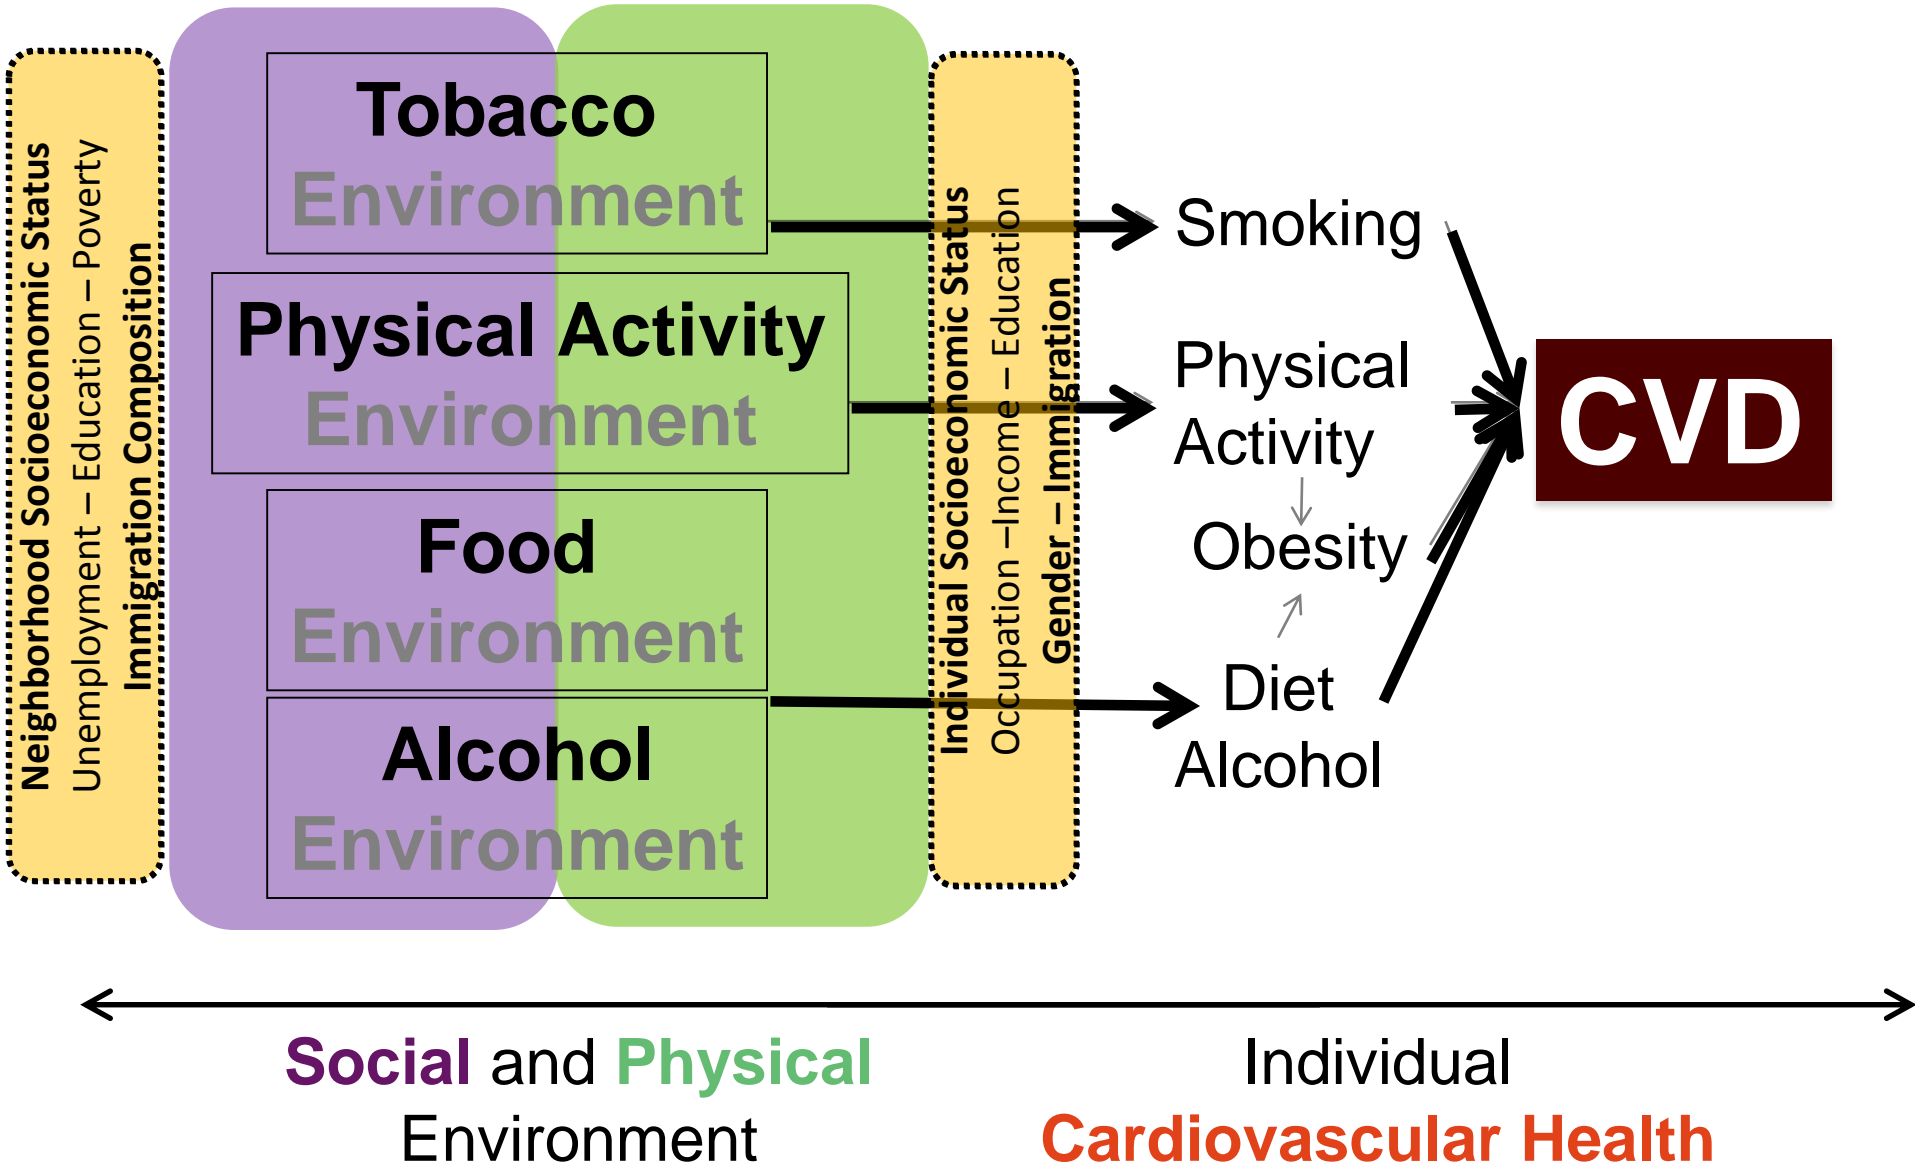 Neighborhood Socioeconomic Status
Unemployment – Education – Poverty
Immigration Composition
Tobacco
Environment
Physical Activity
Environment
Food
Environment
Alcohol
Environment
Individual Socioeconomic Status
Occupation –Income – Education
Gender – Immigration
Smoking
Physical
Activity
Obesity
Diet
Alcohol
CVD
Social and Physical
Environment
Individual
Cardiovascular Health